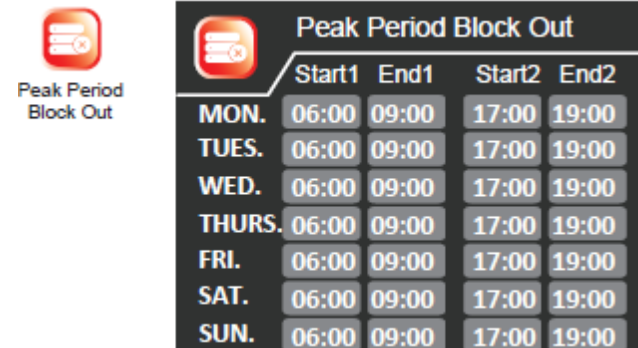 Peak Period
Block Out
Peak Period Block Out
Start1 End1 Start2 End2
MON. 06:00 09:00 17:00 19:00
TUES. 06:00 09:00 17:00 19:00
WED. 06:00 09:00 17:00 19:00
THURS. 06:00 09:00 17:00 19:00
FRI. 06:00 09:00 17:00 19:00
SAT. 06:00 09:00 17:00 19:00
SUN. 06:00 09:00 17:00 19:00